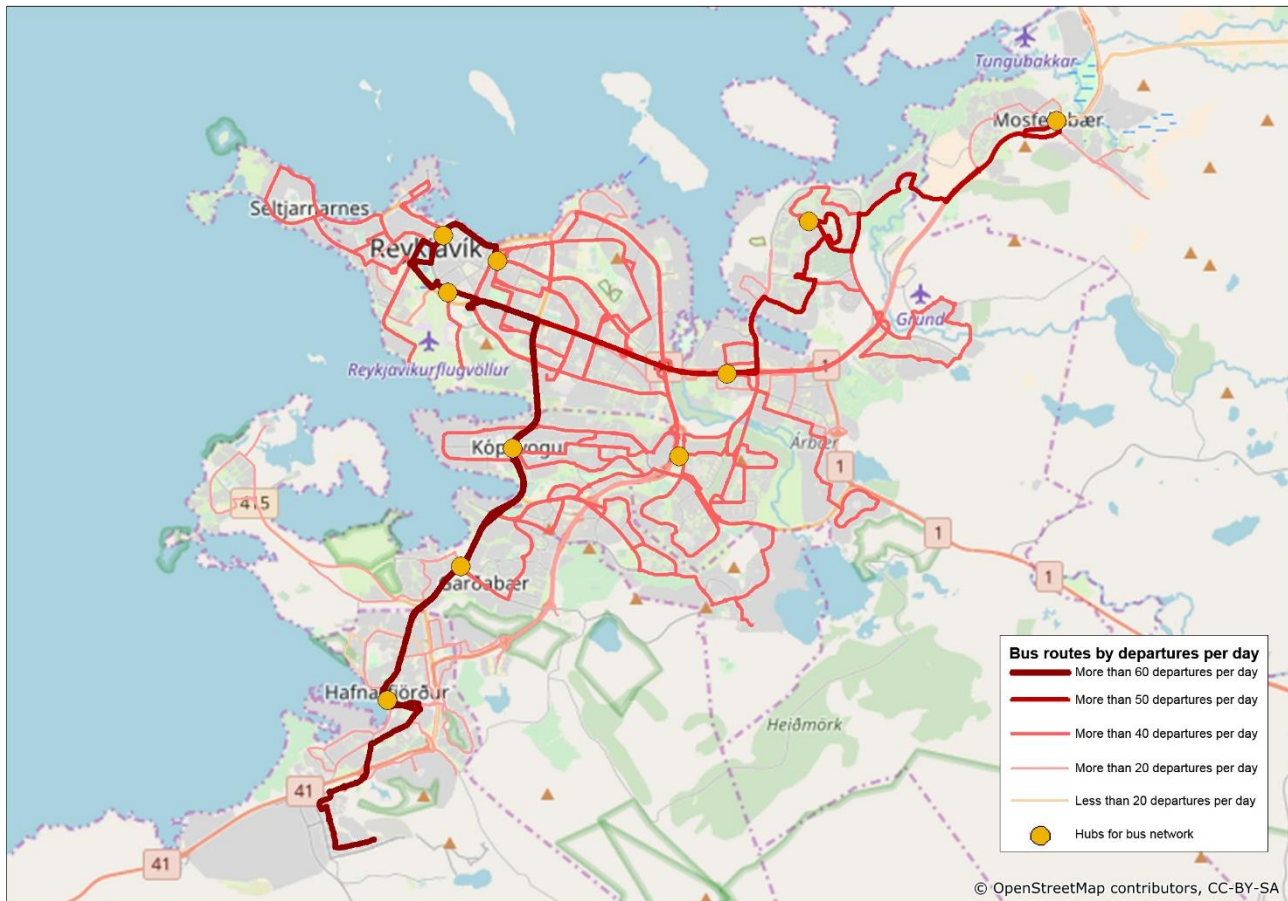 Tungubakkar
Mosfellsbær
Seltjarnarnes
Reykjavík
Grund
Reykjavíkurflugvöllur
1
Árbær
1
415
1
1
Garðabær
Hafnarfjörður
Heiðmörk
41
41
Bus routes by departures per day
More than 60 departures per day
More than 50 departures per day
More than 40 departures per day
More than 20 departures per day
Less than 20 departures per day
Hubs for bus network
© OpenStreetMap contributors, CC-BY-SA